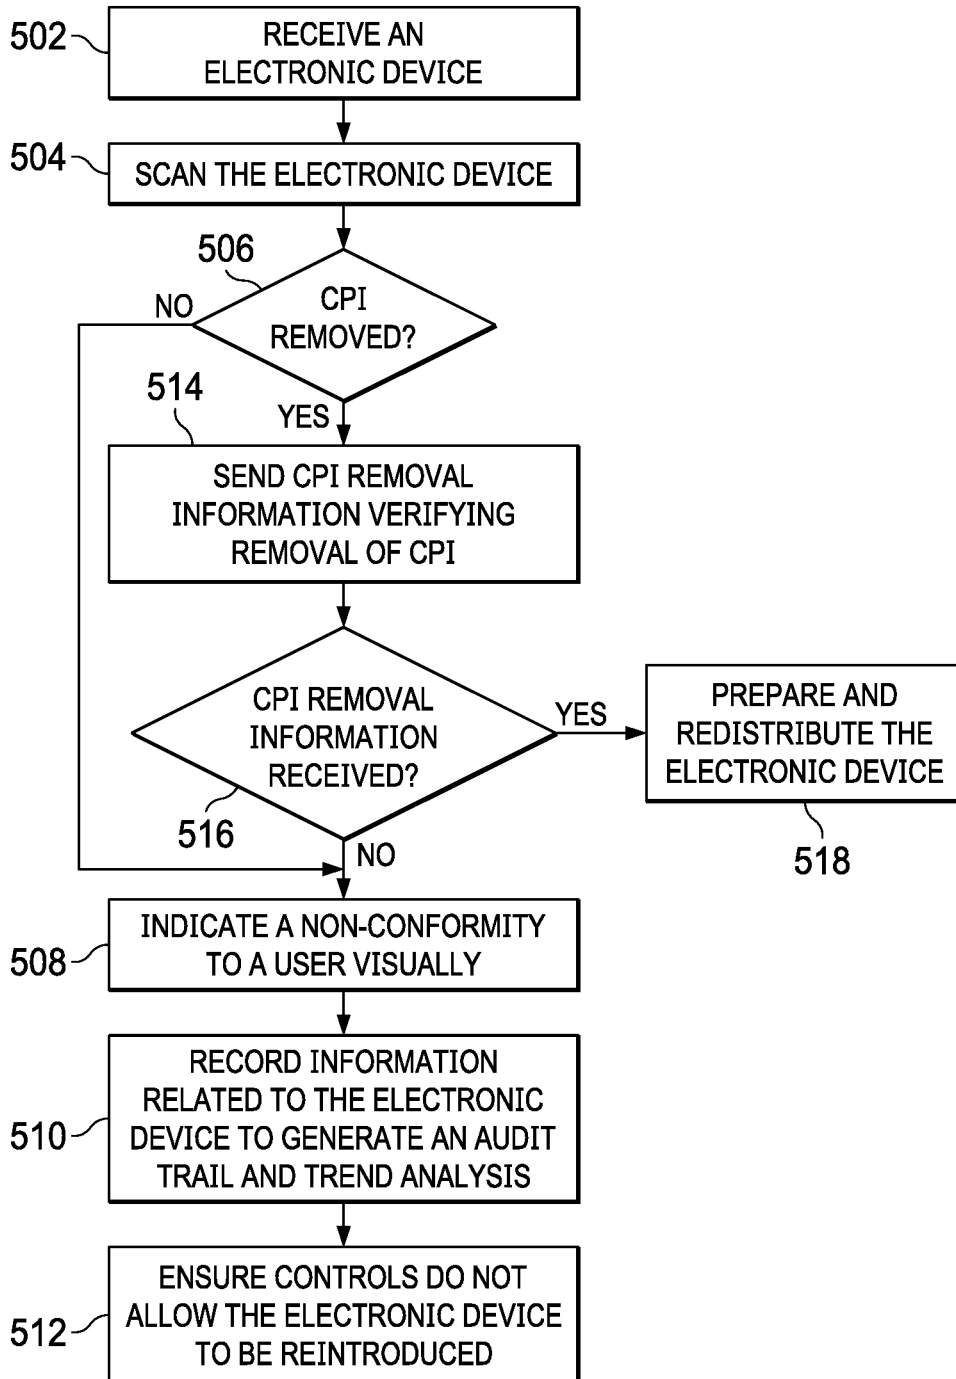 502
RECEIVE AN
ELECTRONIC DEVICE
504
SCAN THE ELECTRONIC DEVICE
506
NO
CPI
REMOVED?
514
YES
SEND CPI REMOVAL
INFORMATION VERIFYING
REMOVAL OF CPI
CPI REMOVAL
INFORMATION
RECEIVED?
YES
516
NO
PREPARE AND
REDISTRIBUTE THE
ELECTRONIC DEVICE
518
508
INDICATE A NON-CONFORMITY
TO A USER VISUALLY
510
RECORD INFORMATION
RELATED TO THE ELECTRONIC
DEVICE TO GENERATE AN AUDIT
TRAIL AND TREND ANALYSIS
512
ENSURE CONTROLS DO NOT
ALLOW THE ELECTRONIC DEVICE
TO BE REINTRODUCED